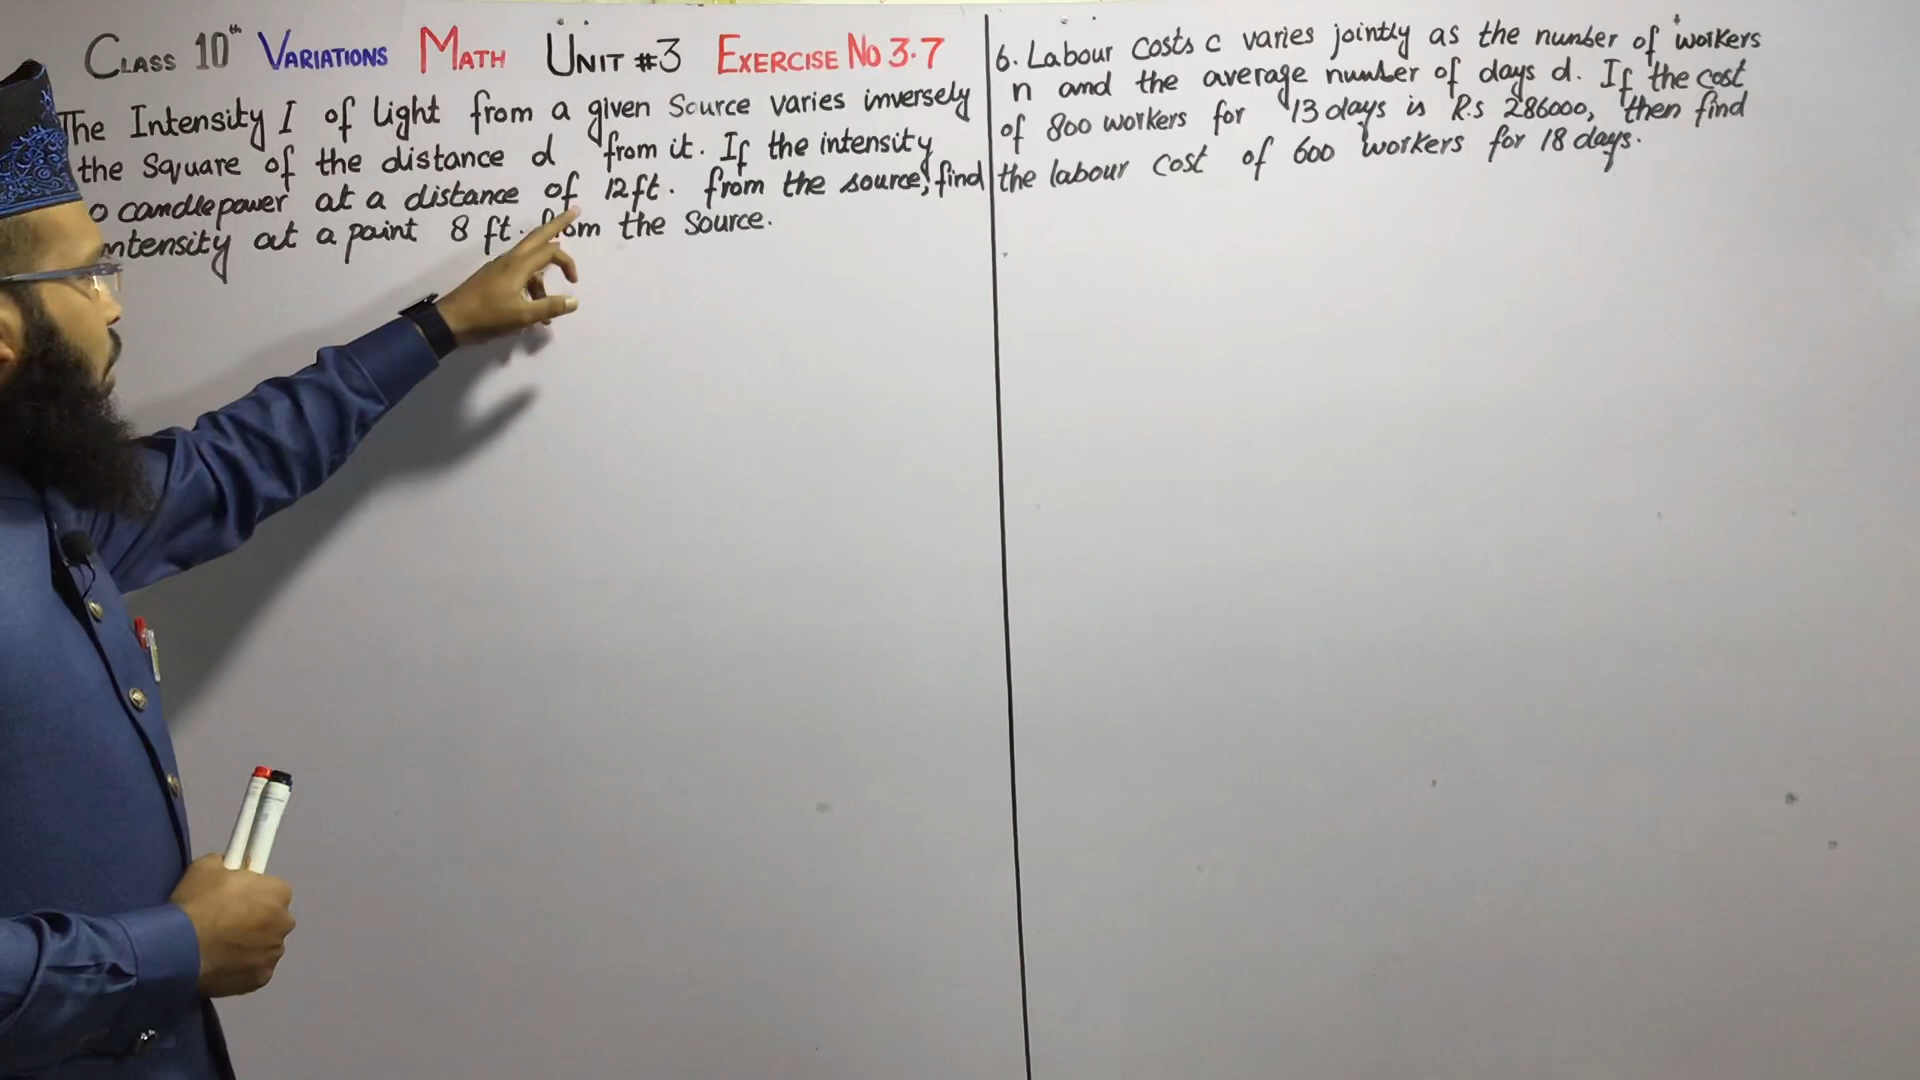 CLASS 10th VARIATIONS MATH UNIT #3 EXERCISE NO 3.7
The Intensity I of light from a given Source varies inversely
the Square of the distance d from it. If the intensity
candlepower at a distance of 12ft. from the source, find
intensity at a point 8 ft. from the Source.
6. Labour Costs c varies jointly as the number of workers
n and the average number of days d. If the cost
of 800 workers for 13 days is R.s 286000, then find
the labour cost of 600 workers for 18 days.